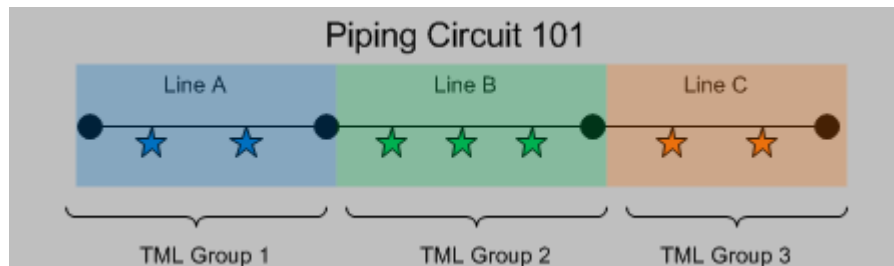 Piping Circuit 101
Line A Line B Line C
TML Group 1 TML Group 2 TML Group 3